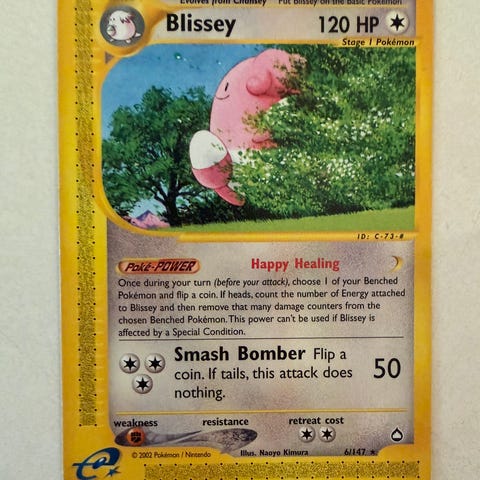 Evolves from Chansey Put Blissey on the Basic Pokémon
Blissey 120 HP
Stage 1 Pokémon
ID: C-73-#
Poké-POWER Happy Healing
Once during your turn (before your attack), choose 1 of your Benched
Pokémon and flip a coin. If heads, count the number of Energy attached
to Blissey and then remove that many damage counters from the
chosen Benched Pokémon. This power can't be used if Blissey is
affected by a Special Condition.
Smash Bomber Flip a
coin. If tails, this attack does 50
nothing.
weakness resistance retreat cost
Illus. Naoyo Kimura 6/147 ★
© 2002 Pokémon / Nintendo
e